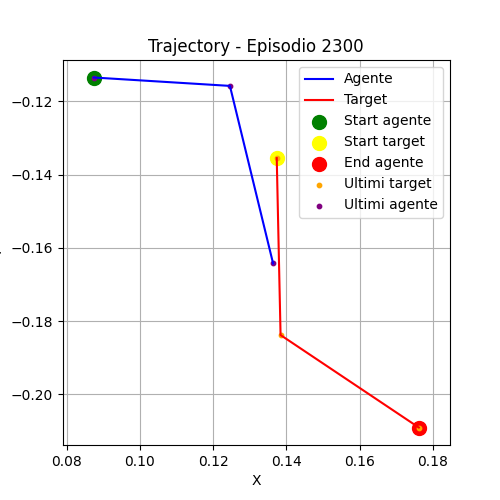 Trajectory - Episodio 2300
Agente
Target
Start agente
Start target
End agente
Ultimi target
Ultimi agente
−0.12
−0.14
−0.16
−0.18
−0.20
0.08
0.10
0.12
0.14
0.16
0.18
X